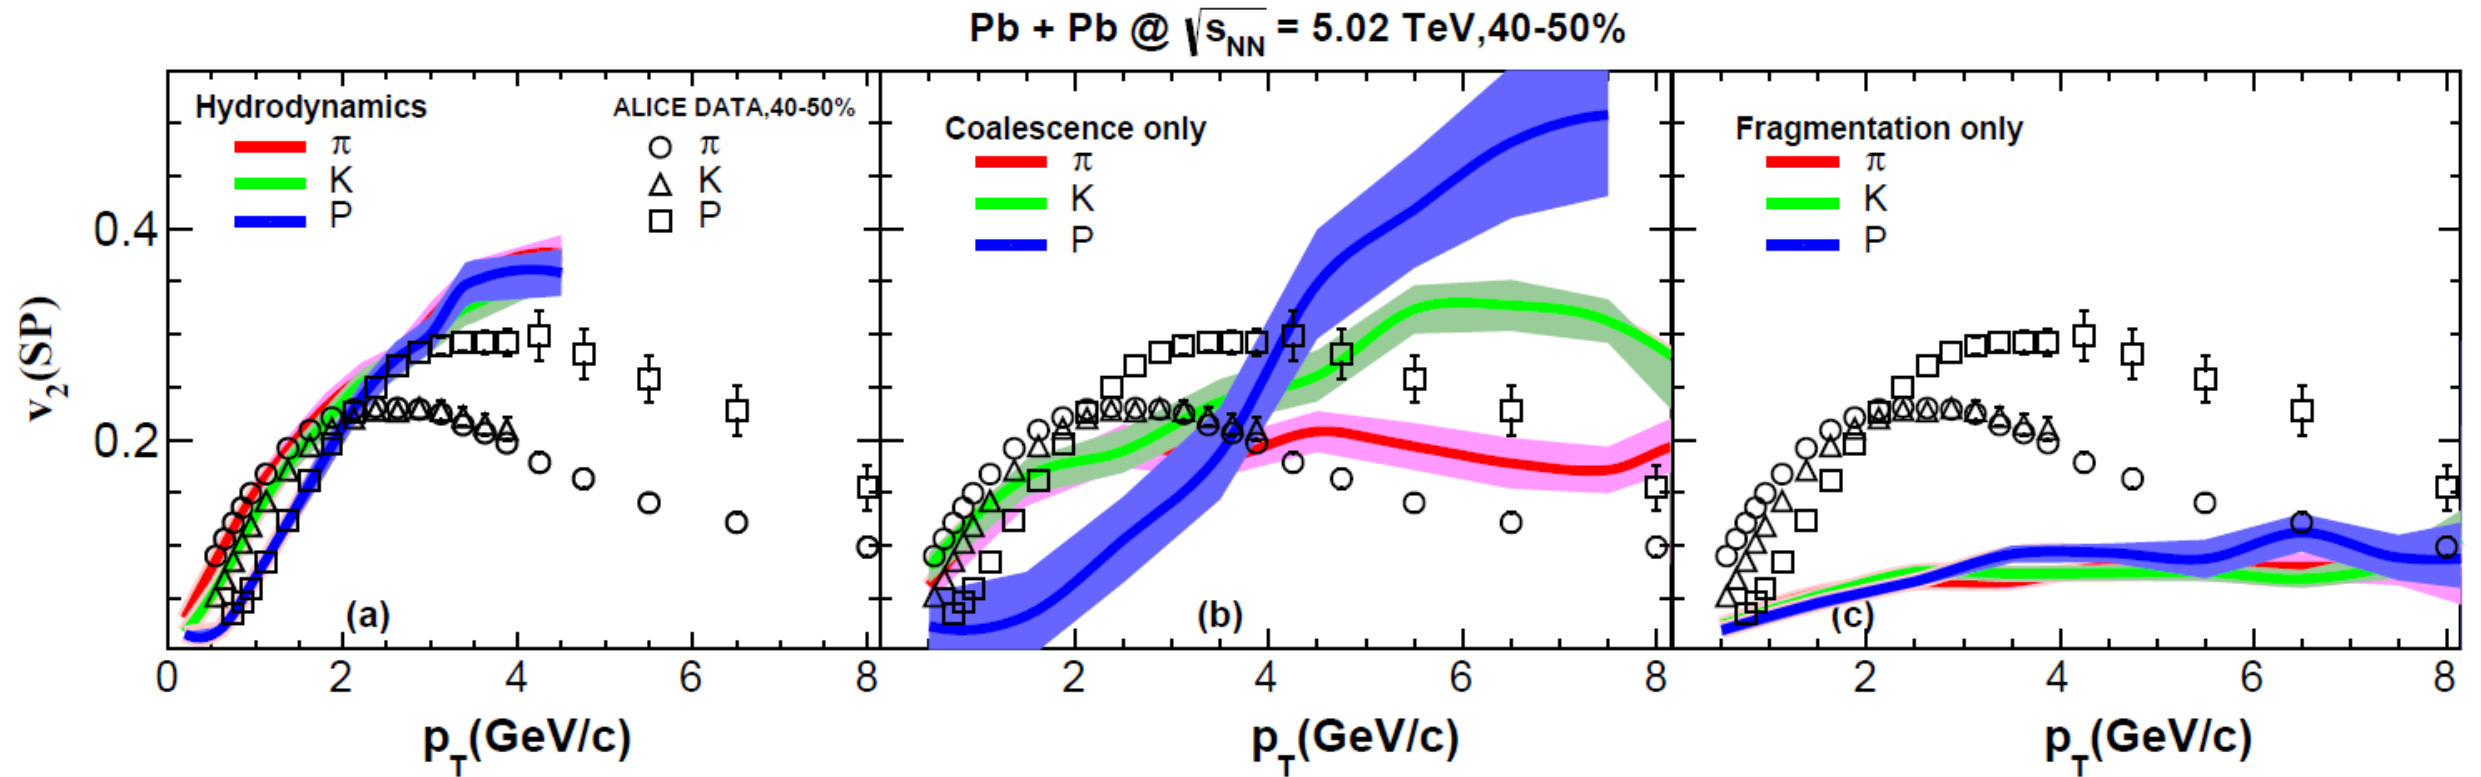 Pb + Pb @ √sNN = 5.02 TeV,40-50%
Hydrodynamics
π
K
P
ALICE DATA,40-50%
π
K
P
Coalescence only
π
K
P
Fragmentation only
π
K
P
0.4
0.2
v2(SP)
(a)
(b)
(c)
0 2 4 6 8
2 4 6 8
2 4 6 8
pT(GeV/c)
pT(GeV/c)
pT(GeV/c)